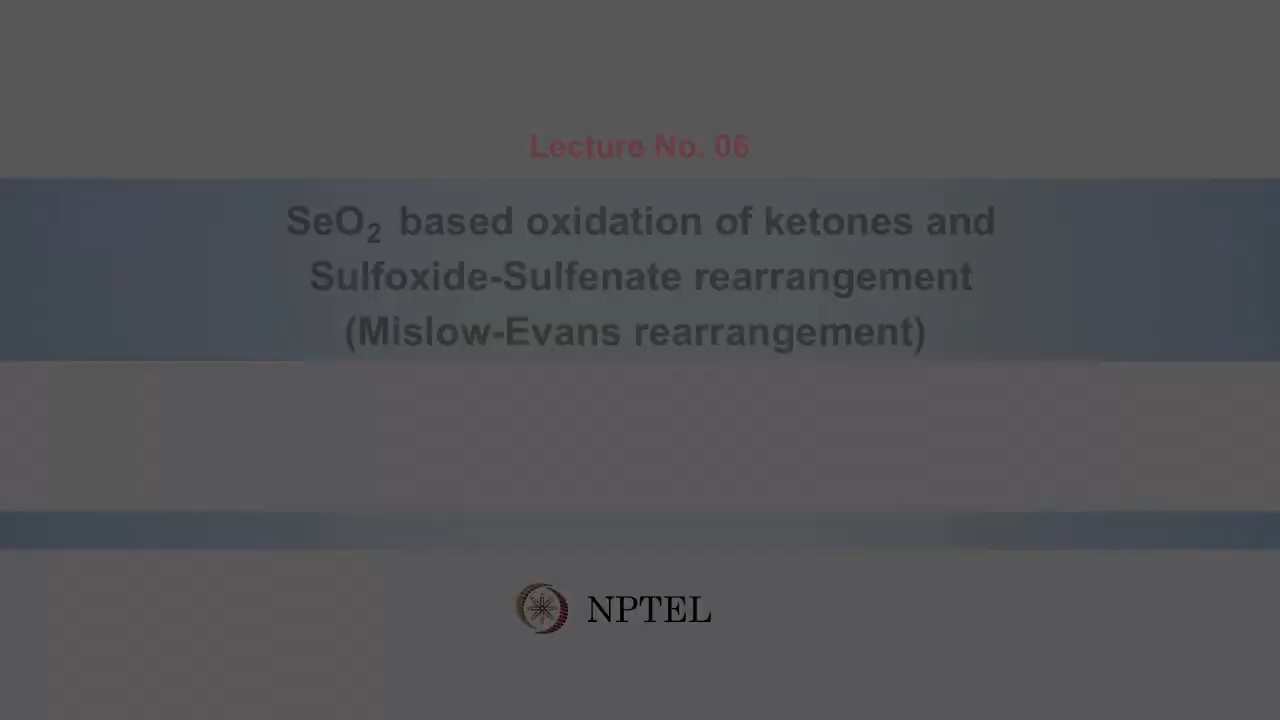 Lecture No. 06
SeO₂ based oxidation of ketones and
Sulfoxide-Sulfenate rearrangement
(Mislow-Evans rearrangement)
NPTEL